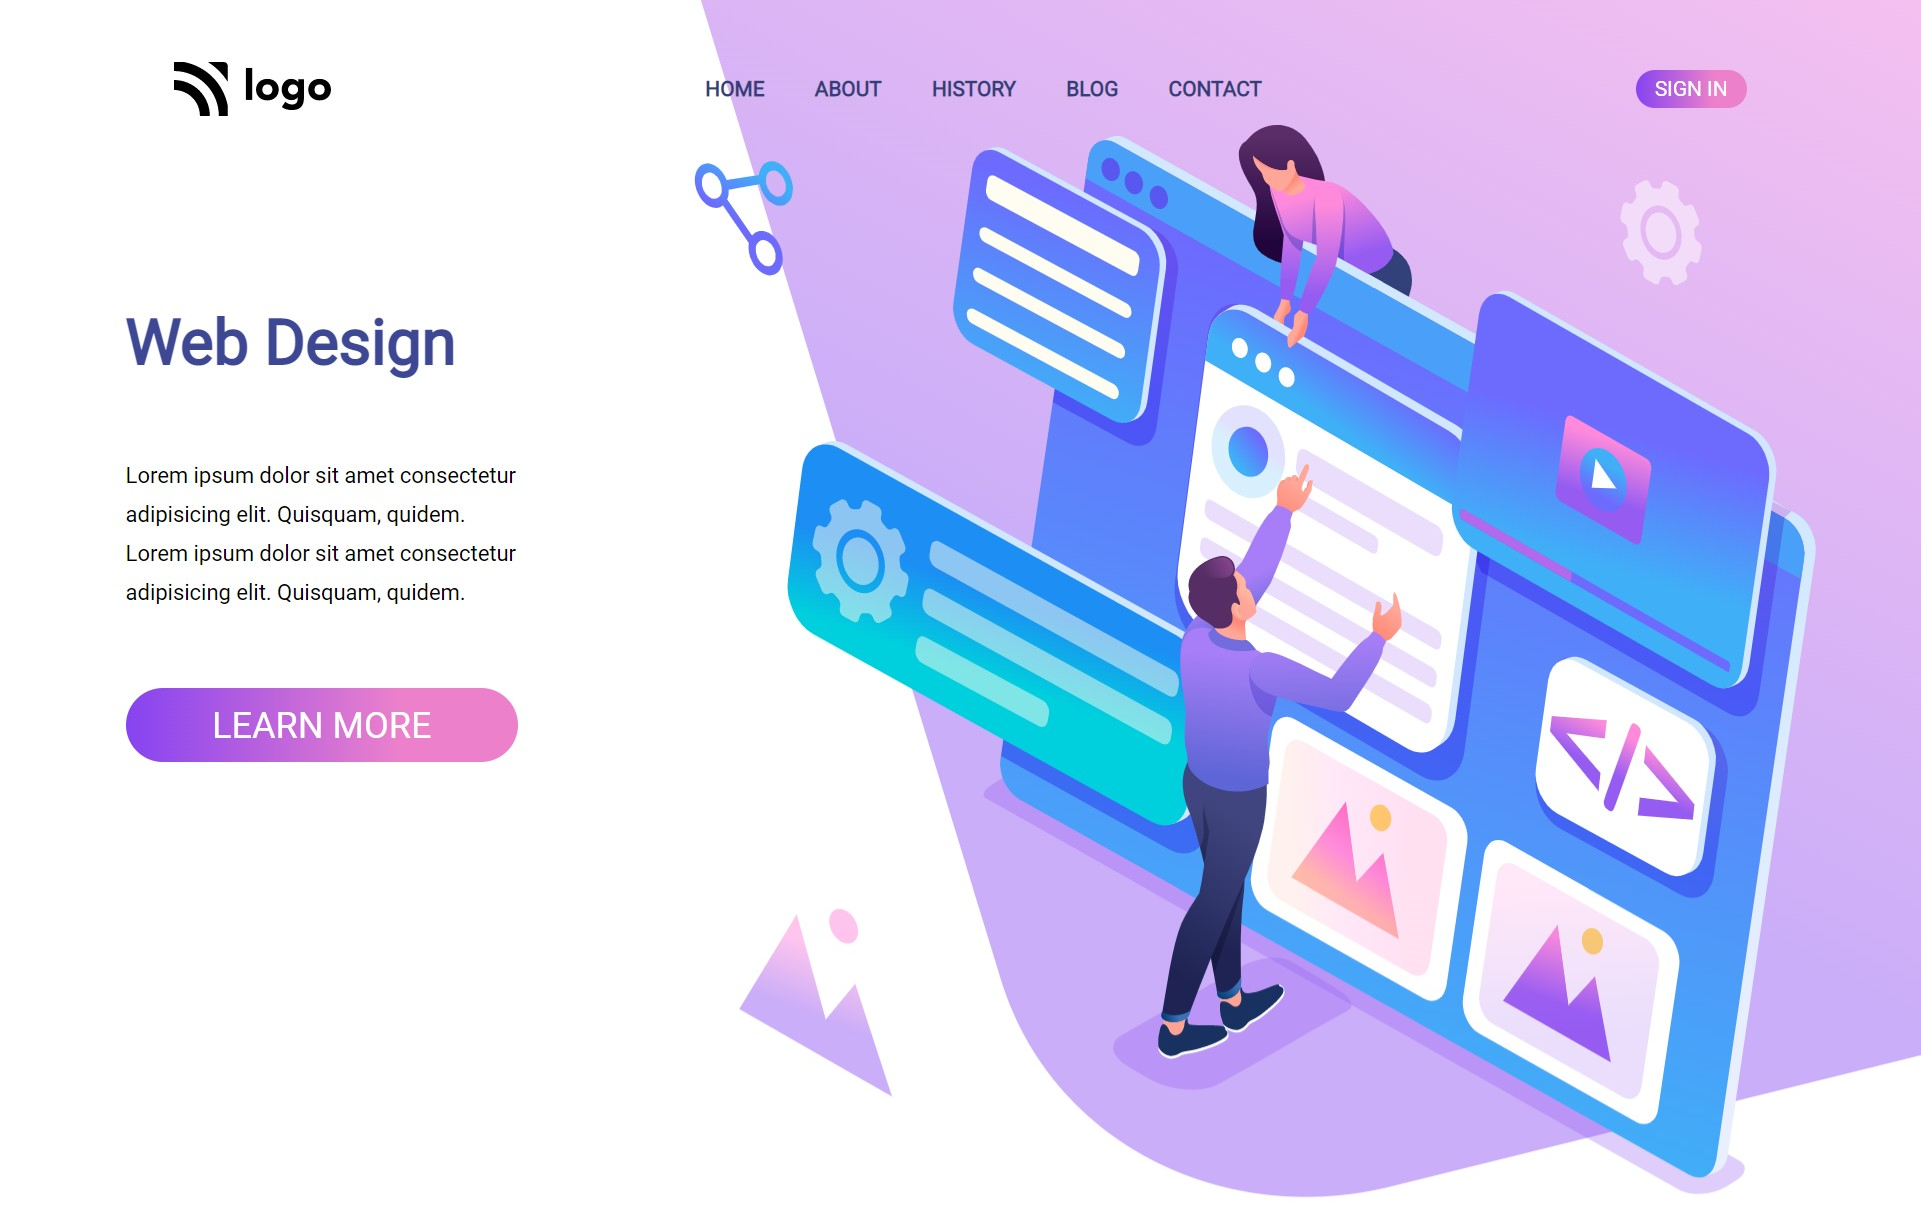 logo
HOME ABOUT HISTORY BLOG CONTACT
SIGN IN
Web Design
Lorem ipsum dolor sit amet consectetur
adipisicing elit. Quisquam, quidem.
Lorem ipsum dolor sit amet consectetur
adipisicing elit. Quisquam, quidem.
LEARN MORE
</>